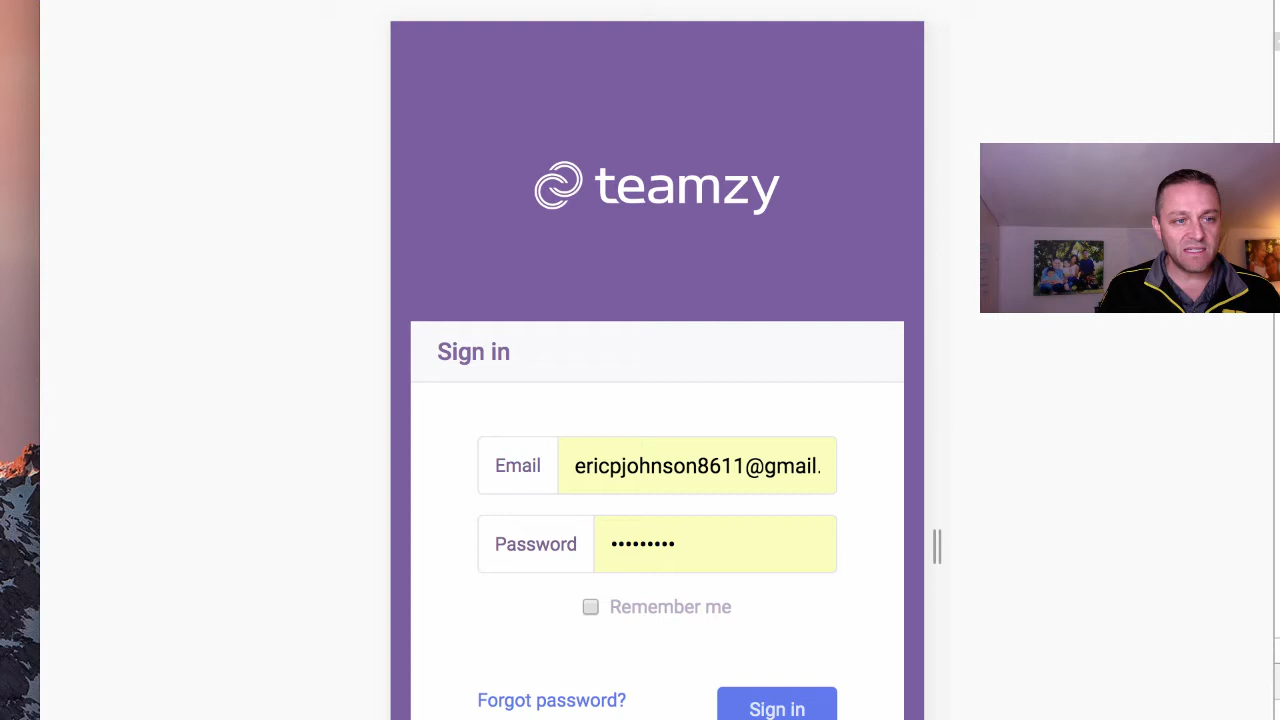 teamzy
Sign in
Email
ericpjohnson8611@gmail.
Password
•••••••••
Remember me
Forgot password?
Sign in